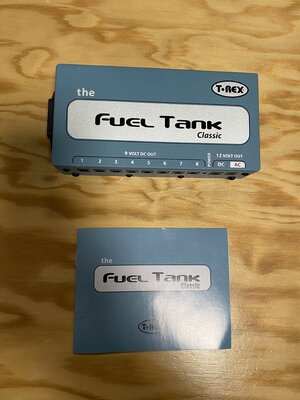 T-REX
the
FUEL TANK
Classic
9 VOLT DC OUT
12 VOLT OUT
1 2 3 4 5 6 7 8 DC AC
the
FUEL TANK
Classic
T-REX